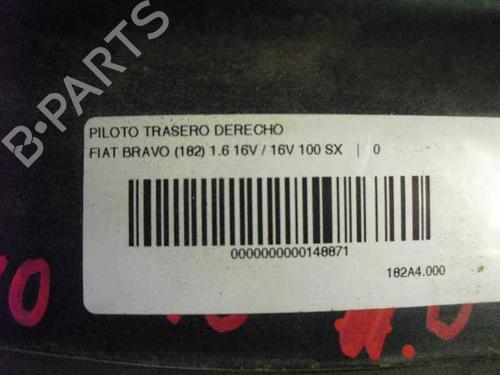 PILOTO TRASERO DERECHO
FIAT BRAVO (182) 1.6 16V / 16V 100 SX | 0
0000000000148871
182A4.000
B-PARTS